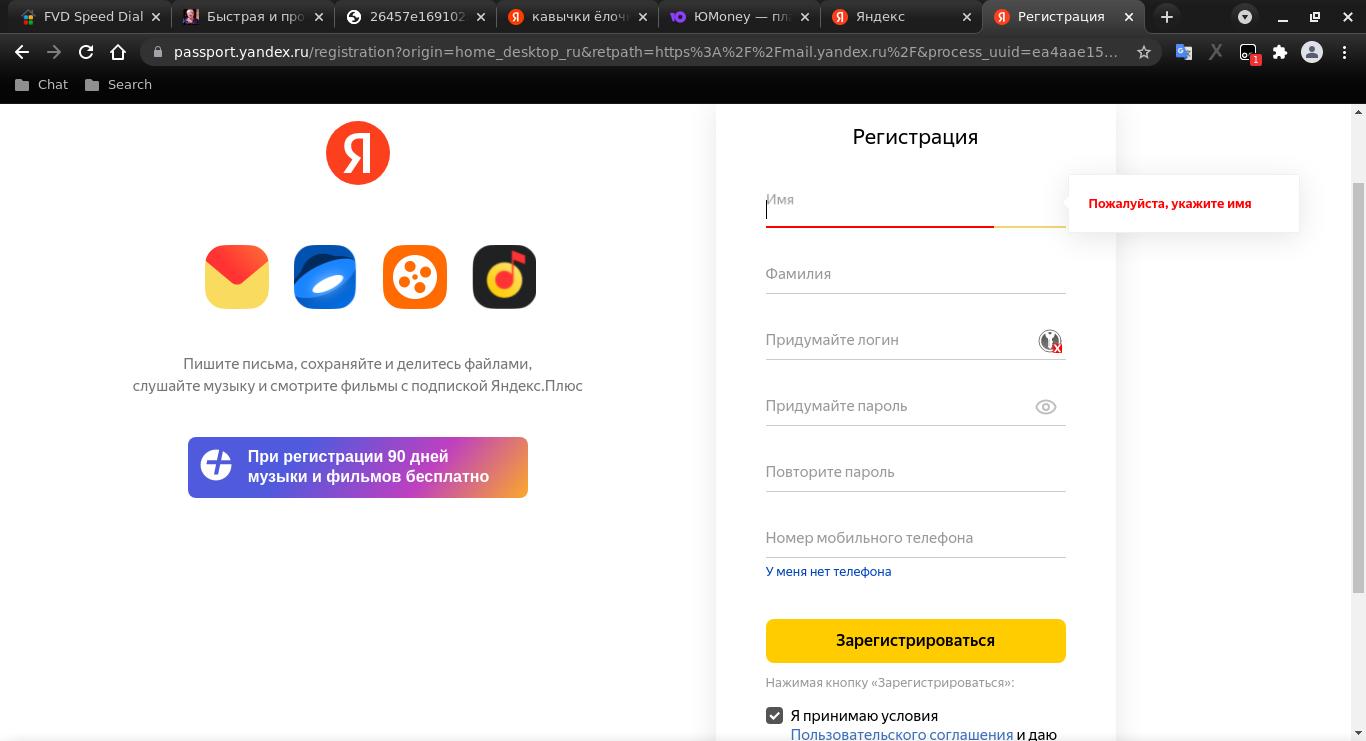 FVD Speed Dial
Быстрая и про
26457e169102
кавычки ёлочк
ЮMoney — пла
Яндекс
Регистрация
passport.yandex.ru/registration?origin=home_desktop_ru&retpath=https%3A%2F%2Fmail.yandex.ru%2F&process_uuid=ea4aae15...
1
Chat
Search
Я
Пишите письма, сохраняйте и делитесь файлами,
слушайте музыку и смотрите фильмы с подпиской Яндекс.Плюс
При регистрации 90 дней
музыки и фильмов бесплатно
Регистрация
Имя
Пожалуйста, укажите имя
Фамилия
Придумайте логин
Придумайте пароль
Повторите пароль
Номер мобильного телефона
У меня нет телефона
Зарегистрироваться
Нажимая кнопку «Зарегистрироваться»:
Я принимаю условия
Пользовательского соглашения и даю